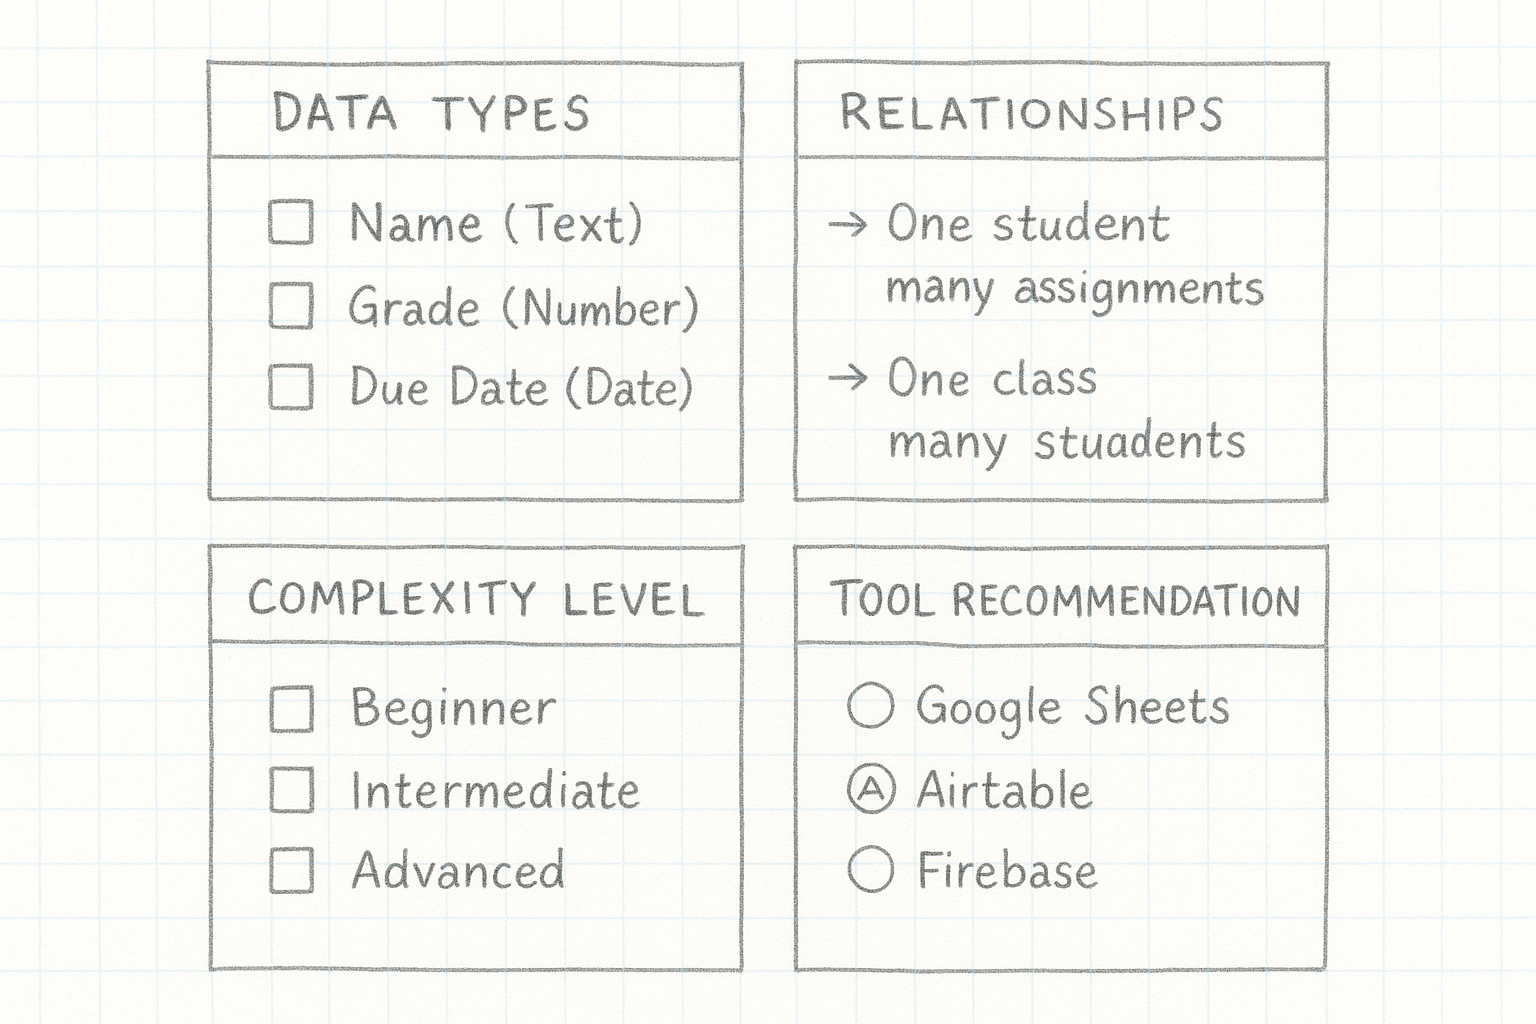 DATA TYPES
Name (Text)
Grade (Number)
Due Date (Date)
RELATIONSHIPS
→ One student
many assignments
→ One class
many stuadents
COMPLEXITY LEVEL
Beginner
Intermediate
Advanced
TOOL RECOMMENDATION
Google Sheets
A Airtable
Firebase